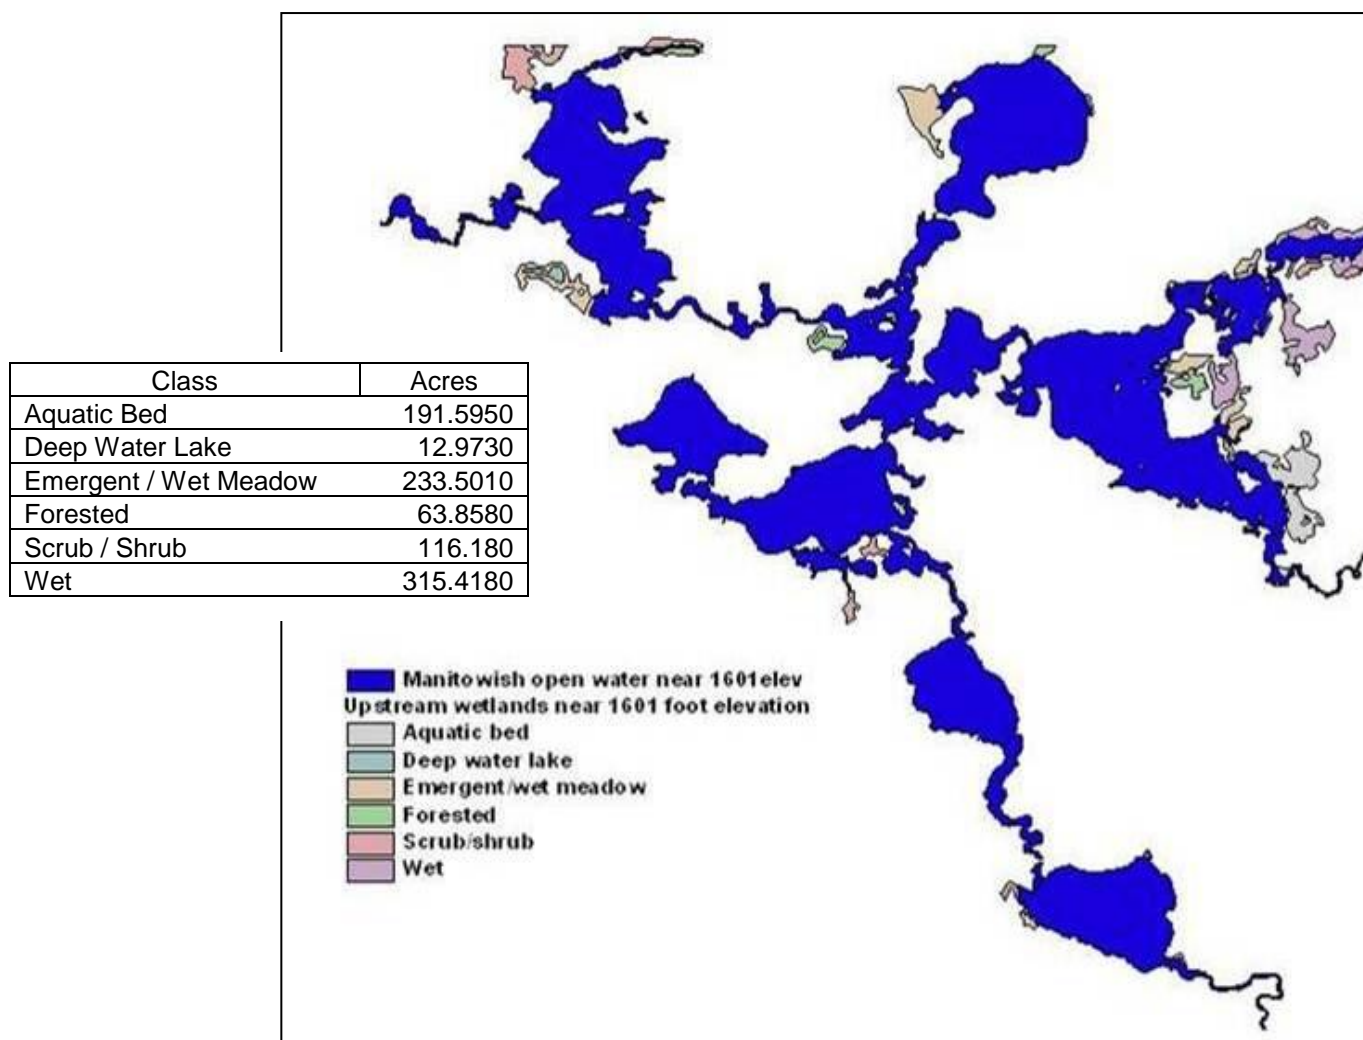 Class Acres
Aquatic Bed 191.5950
Deep Water Lake 12.9730
Emergent / Wet Meadow 233.5010
Forested 63.8580
Scrub / Shrub 116.180
Wet 315.4180
Manitowish open water near 1601elev
Upstream wetlands near 1601 foot elevation
Aquatic bed
Deep water lake
Emergent/wet meadow
Forested
Scrub/shrub
Wet